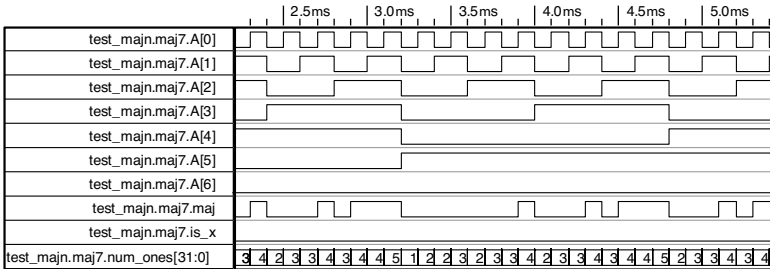 2.5ms 3.0ms 3.5ms 4.0ms 4.5ms 5.0ms
test_majn.maj7.A[0]
test_majn.maj7.A[1]
test_majn.maj7.A[2]
test_majn.maj7.A[3]
test_majn.maj7.A[4]
test_majn.maj7.A[5]
test_majn.maj7.A[6]
test_majn.maj7.maj
test_majn.maj7.is_x
test_majn.maj7.num_ones[31:0] 3 4 2 3 3 4 3 4 4 5 1 2 2 3 2 3 3 4 2 3 3 4 3 4 4 5 2 3 3 4 3 4